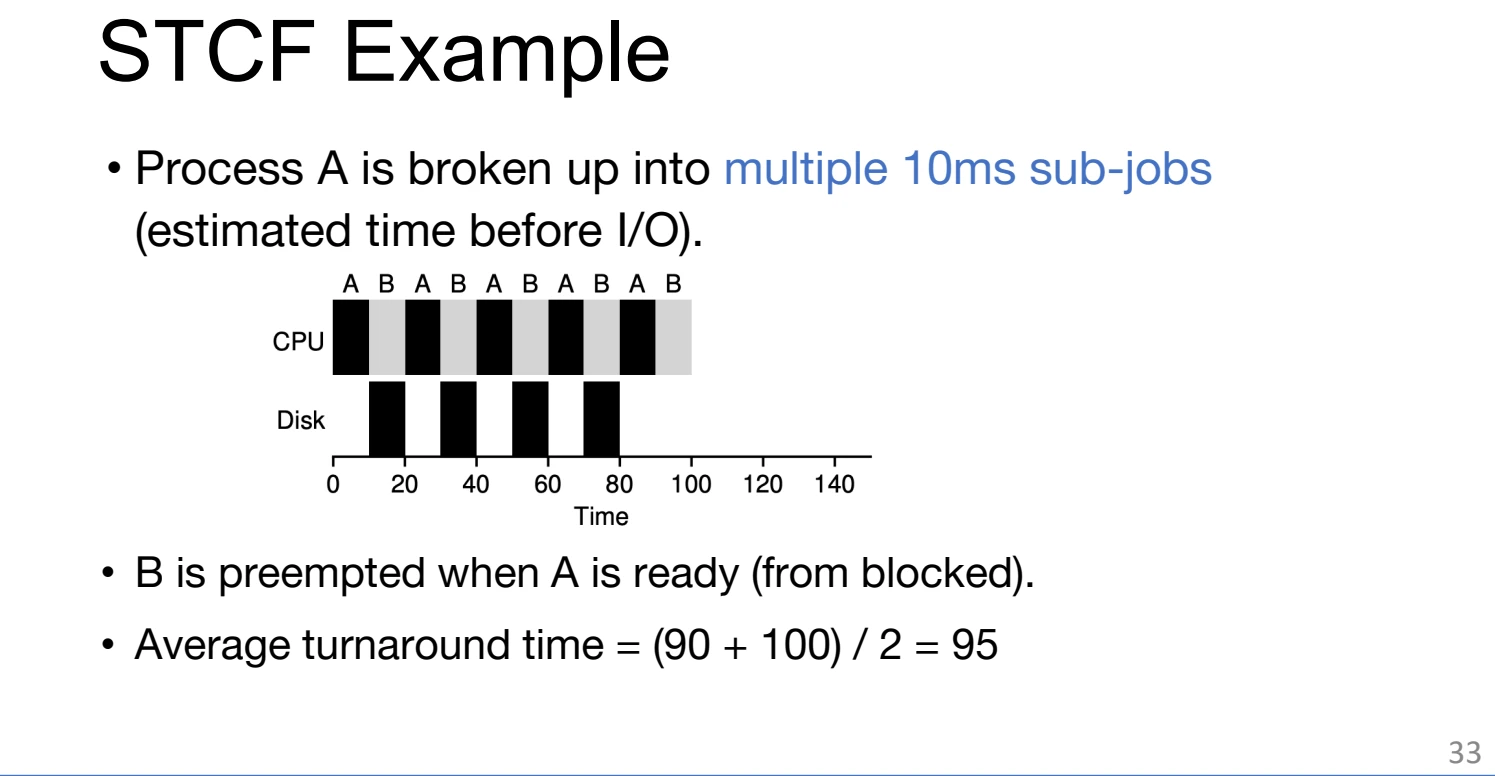 STCF Example
• Process A is broken up into multiple 10ms sub-jobs
(estimated time before I/O).
A B A B A B A B A B
CPU
Disk
0 20 40 60 80 100 120 140
Time
• B is preempted when A is ready (from blocked).
• Average turnaround time = (90 + 100) / 2 = 95
33